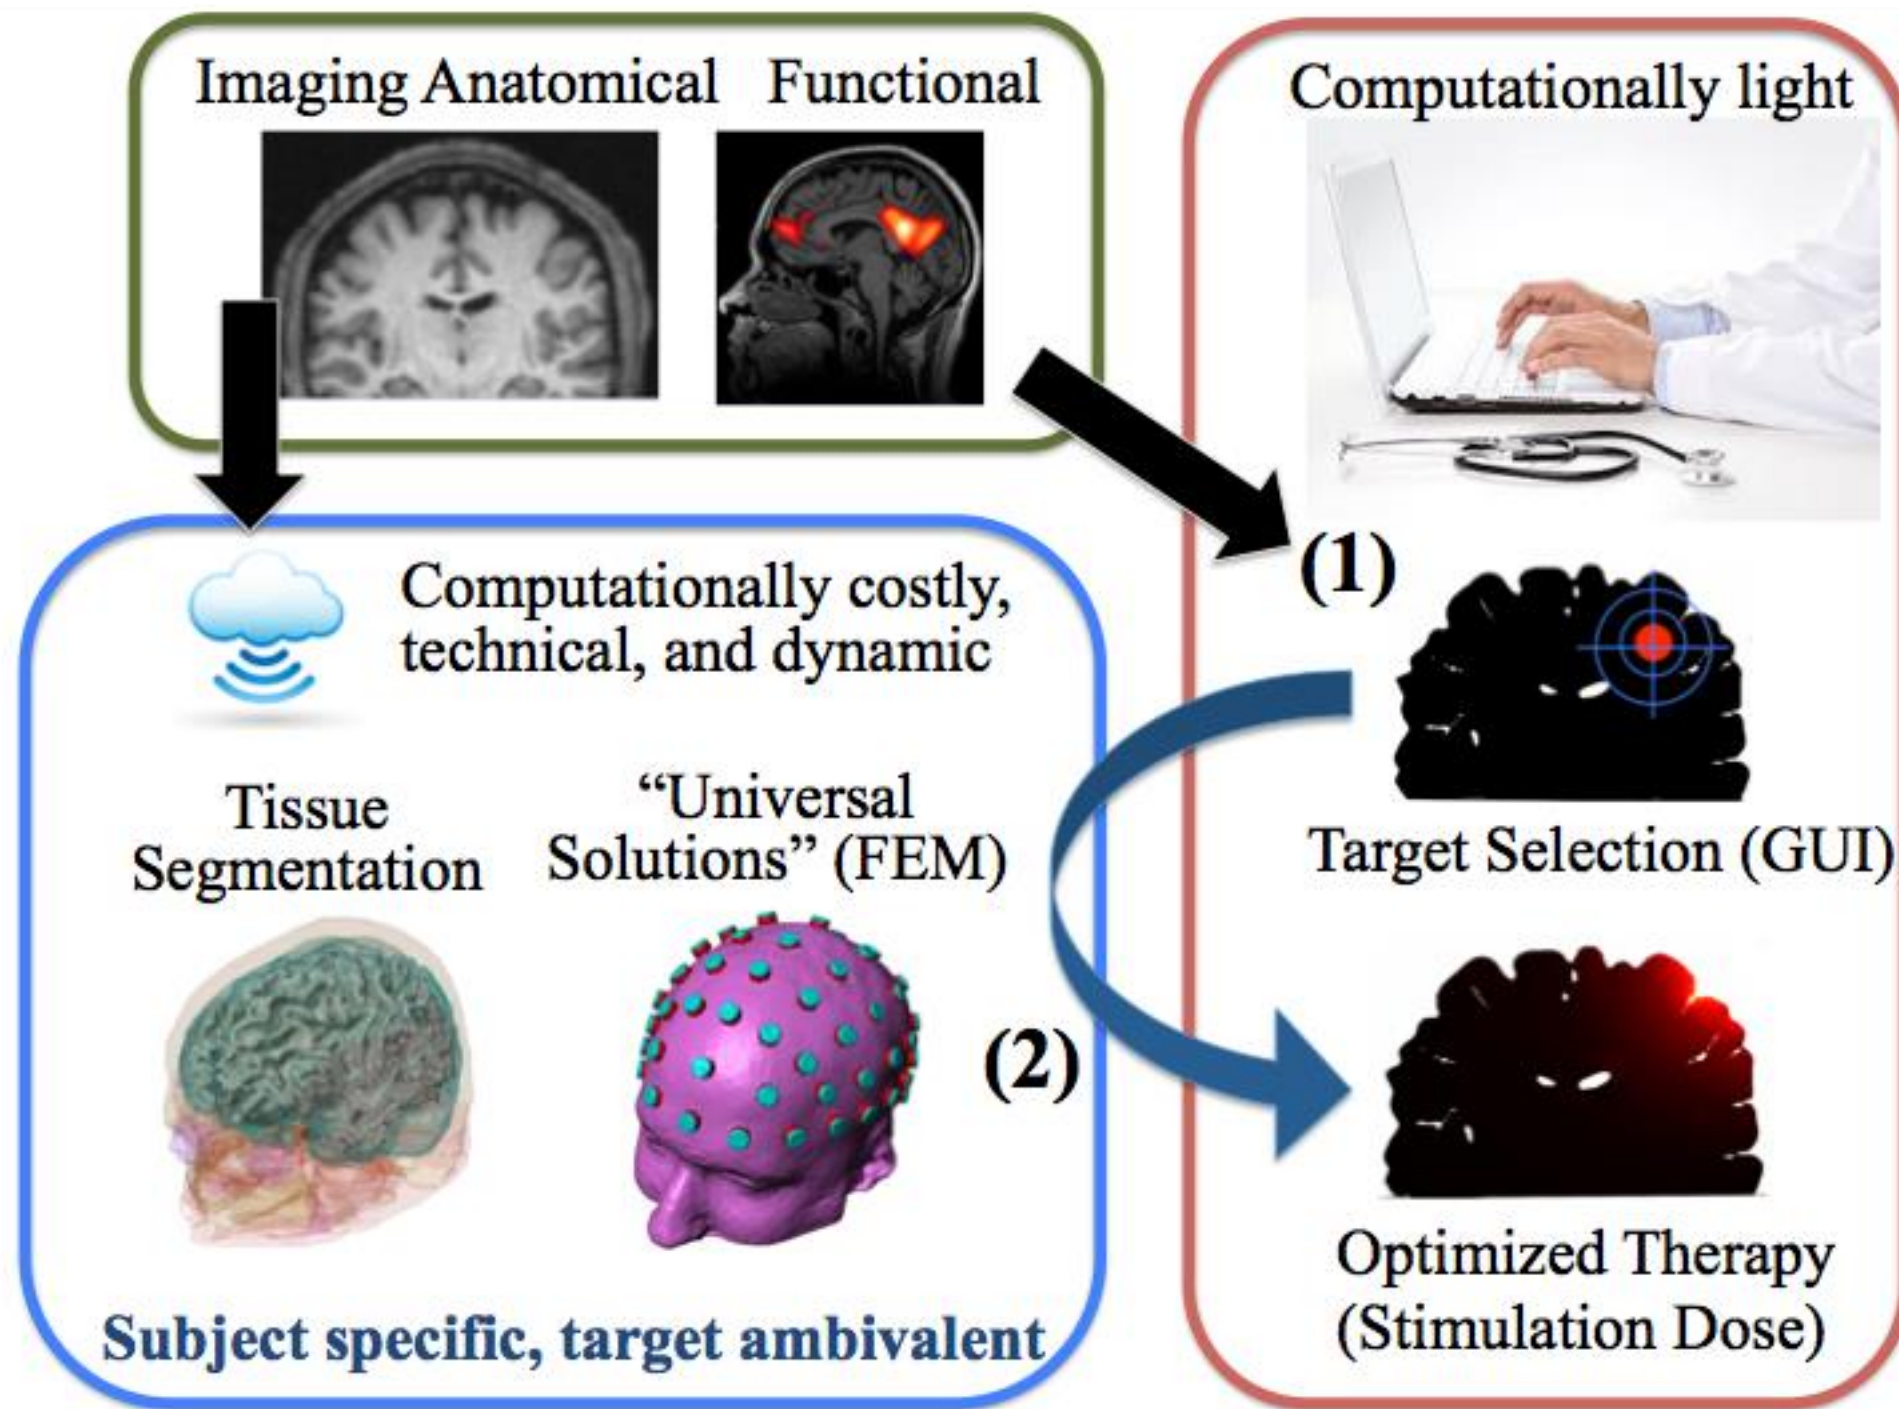 Imaging Anatomical Functional
Computationally light
(1)
Computationally costly,
technical, and dynamic
Tissue
Segmentation
“Universal
Solutions” (FEM)
(2)
Subject specific, target ambivalent
Target Selection (GUI)
Optimized Therapy
(Stimulation Dose)